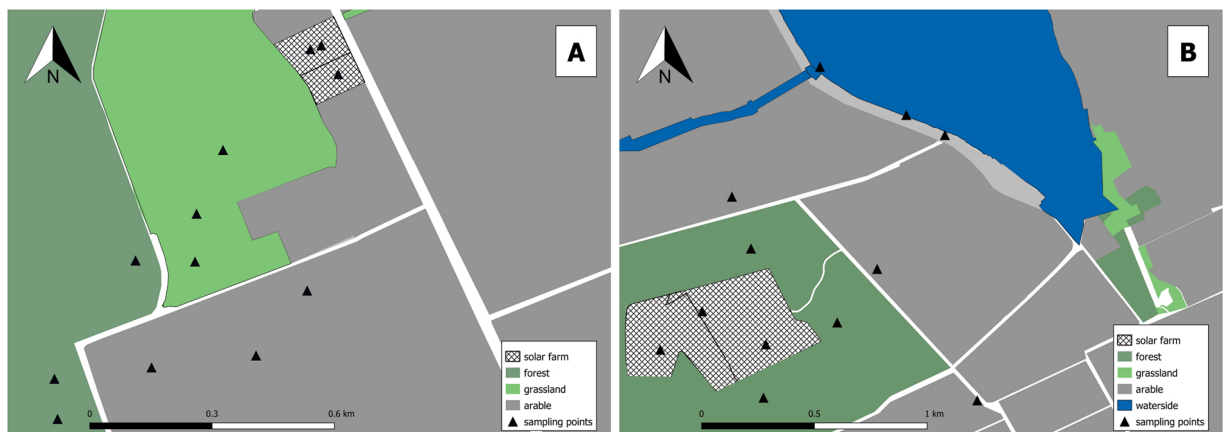 A
N
solar farm
forest
grassland
arable
sampling points
0
0.3
0.6 km
B
N
solar farm
forest
grassland
arable
waterside
sampling points
0
0.5
1 km